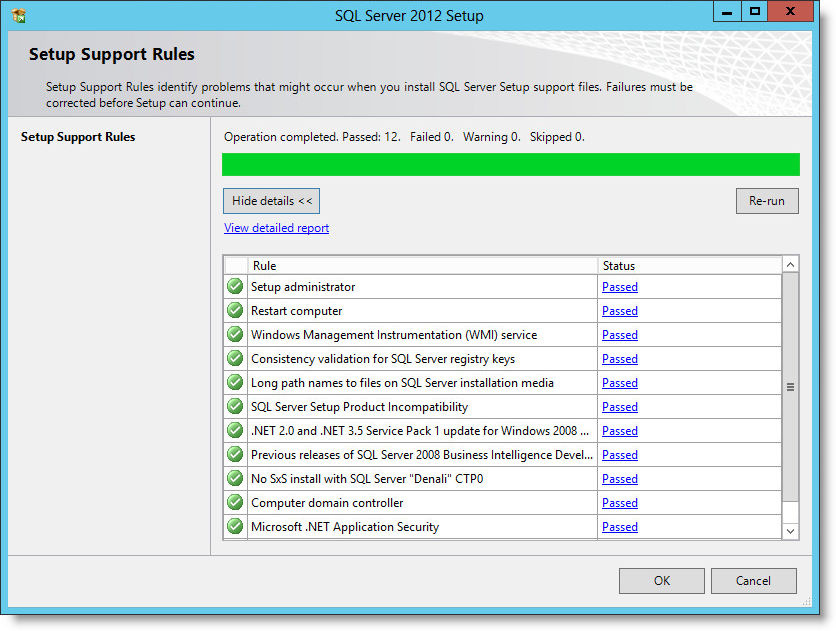 SQL Server 2012 Setup
Setup Support Rules
Setup Support Rules identify problems that might occur when you install SQL Server Setup support files. Failures must be
corrected before Setup can continue.
Setup Support Rules
Operation completed. Passed: 12.   Failed 0.   Warning 0.   Skipped 0.
Hide details <<
Re-run
View detailed report
Rule Status
Setup administrator Passed
Restart computer Passed
Windows Management Instrumentation (WMI) service Passed
Consistency validation for SQL Server registry keys Passed
Long path names to files on SQL Server installation media Passed
SQL Server Setup Product Incompatibility Passed
.NET 2.0 and .NET 3.5 Service Pack 1 update for Windows 2008 ... Passed
Previous releases of SQL Server 2008 Business Intelligence Devel... Passed
No SxS install with SQL Server "Denali" CTP0 Passed
Computer domain controller Passed
Microsoft .NET Application Security Passed
OK Cancel